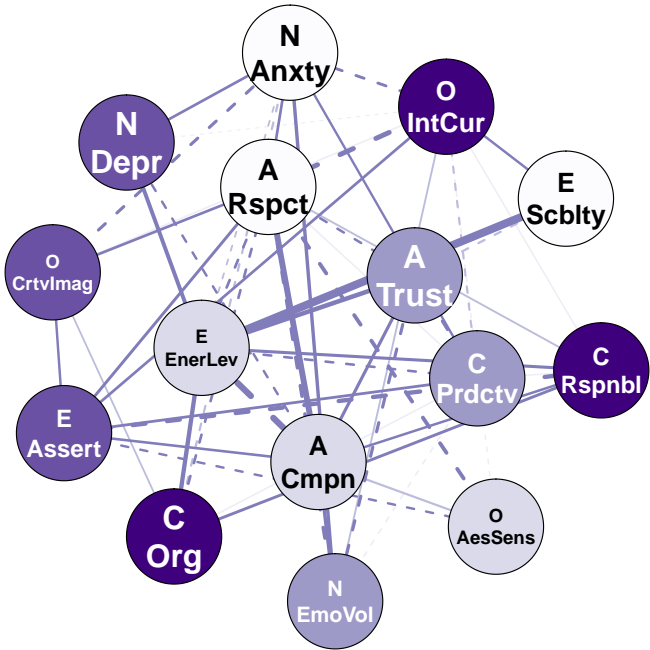 N
Anxty
O
IntCur
N
Depr
A
Rspct
E
Scblty
O
CrtvImag
A
Trust
E
EnerLev
C
Prdctv
C
Rspnbl
E
Assert
A
Cmpn
C
Org
O
AesSens
N
EmoVol